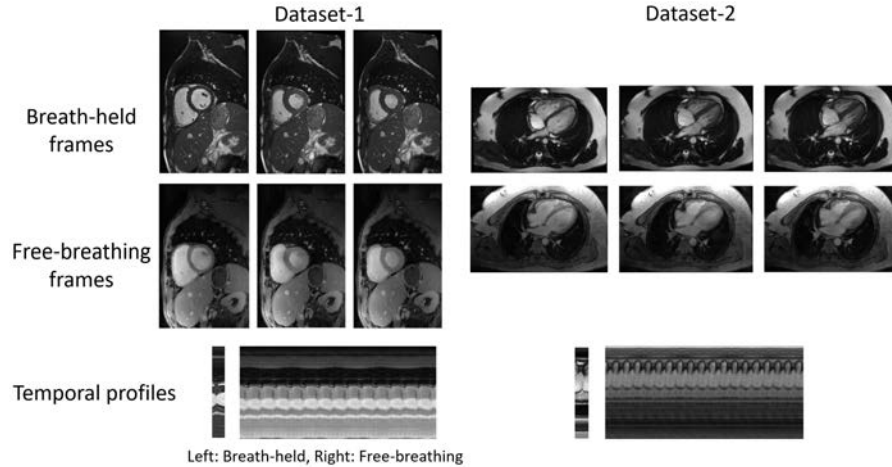 Dataset-1
Dataset-2
Breath-held
frames
Free-breathing
frames
Temporal profiles
Left: Breath-held, Right: Free-breathing